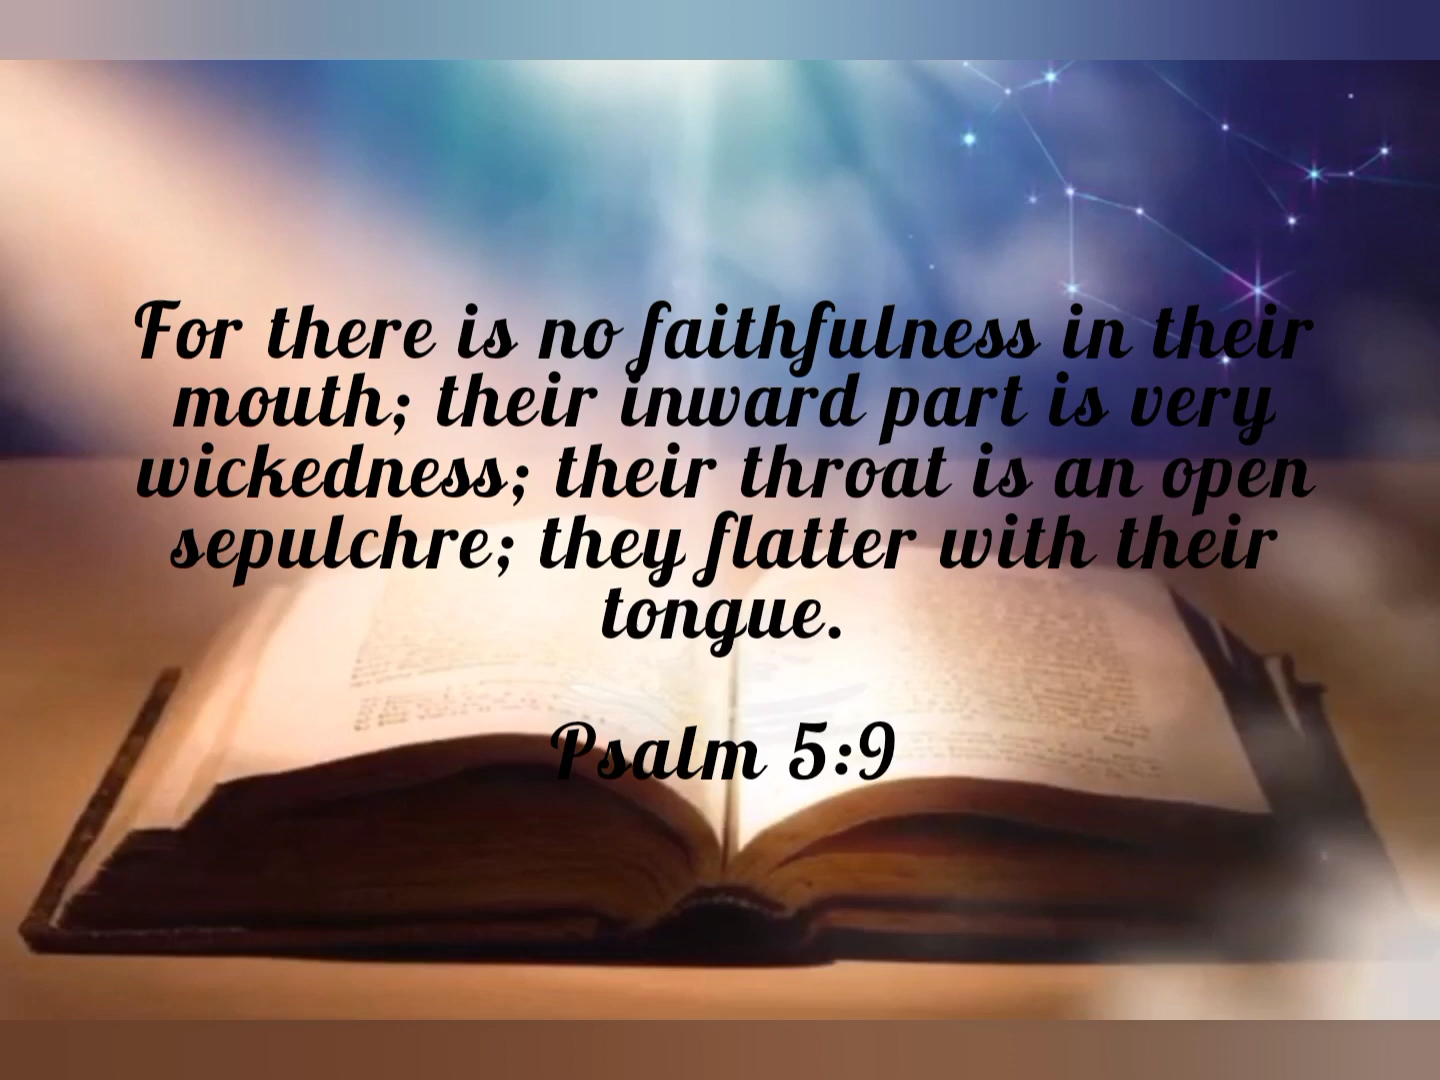 For there is no faithfulness in their
mouth; their inward part is very
wickedness; their throat is an open
sepulchre; they flatter with their
tongue.
Psalm 5:9